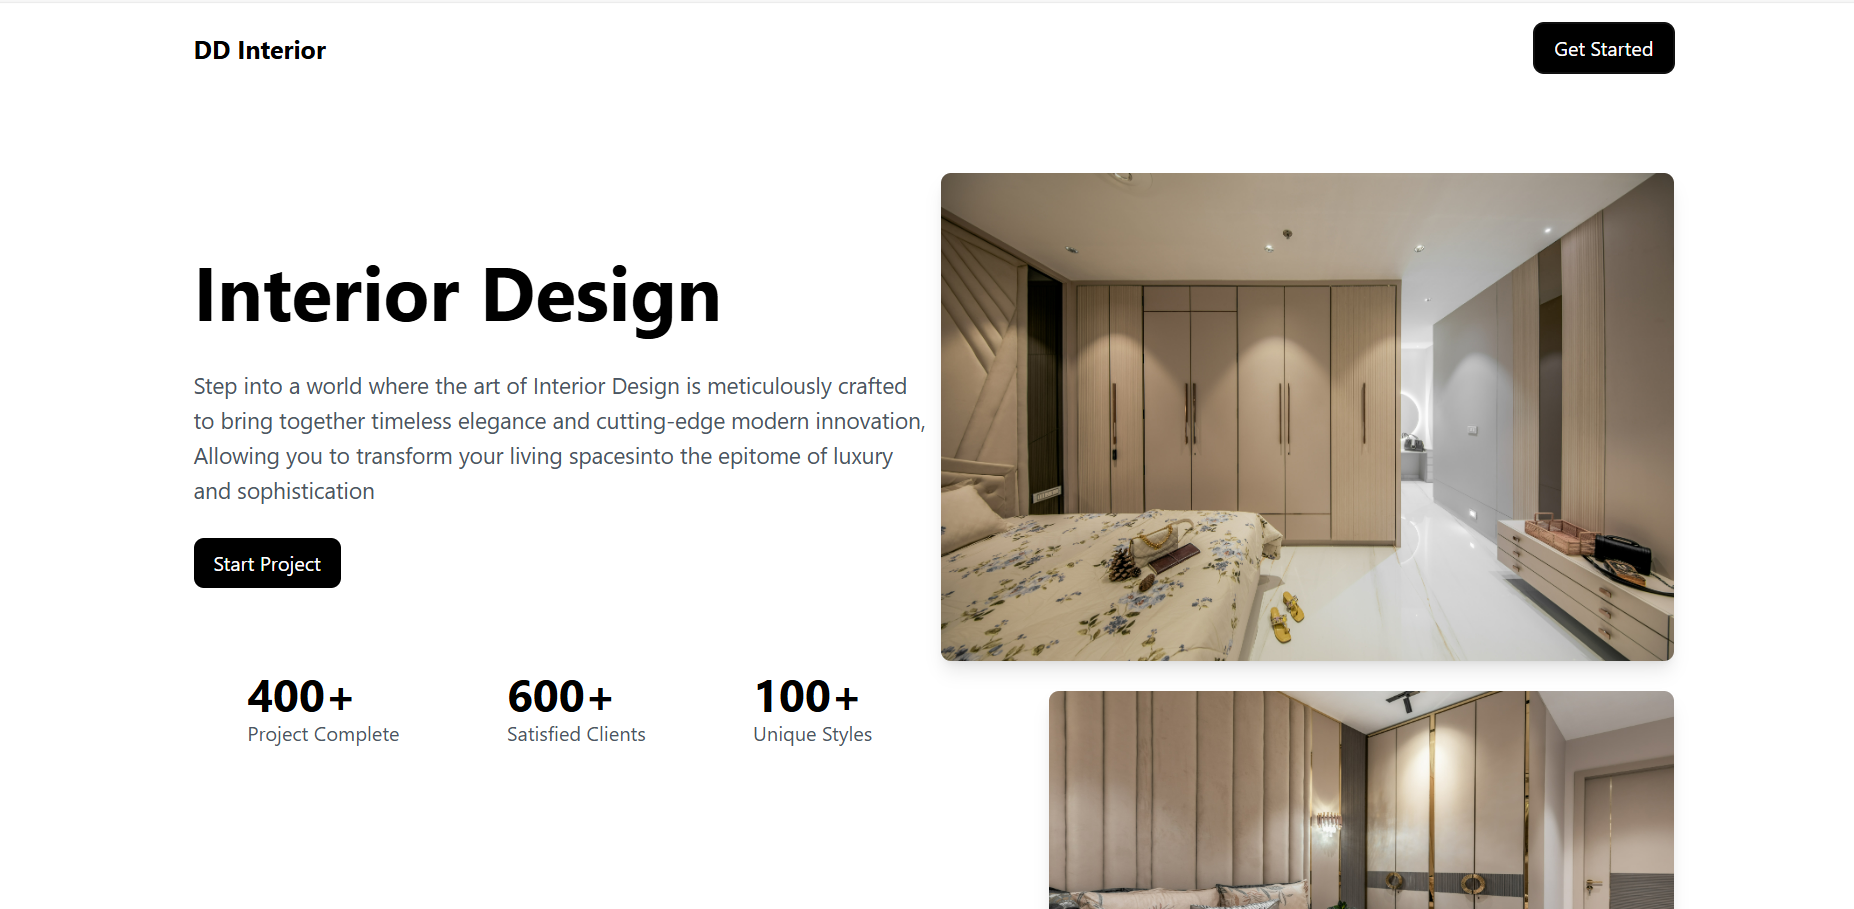 DD Interior
Get Started
Interior Design
Step into a world where the art of Interior Design is meticulously crafted
to bring together timeless elegance and cutting-edge modern innovation,
Allowing you to transform your living spacesinto the epitome of luxury
and sophistication
Start Project
400+
Project Complete
600+
Satisfied Clients
100+
Unique Styles